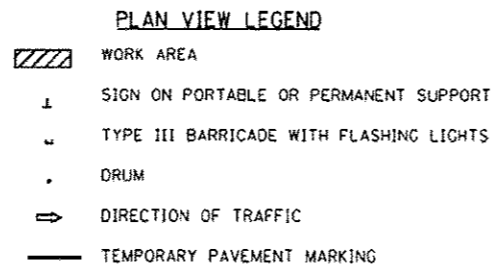 PLAN VIEW LEGEND
WORK AREA
SIGN ON PORTABLE OR PERMANENT SUPPORT
TYPE III BARRICADE WITH FLASHING LIGHTS
DRUM
DIRECTION OF TRAFFIC
TEMPORARY PAVEMENT MARKING